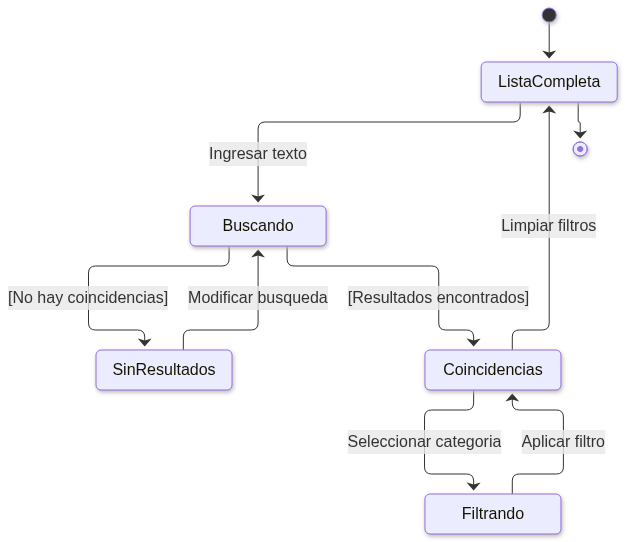 ListaCompleta
Ingresar texto
Buscando
Limpiar filtros
[No hay coincidencias]
Modificar busqueda
[Resultados encontrados]
SinResultados
Coincidencias
Seleccionar categoria
Aplicar filtro
Filtrando